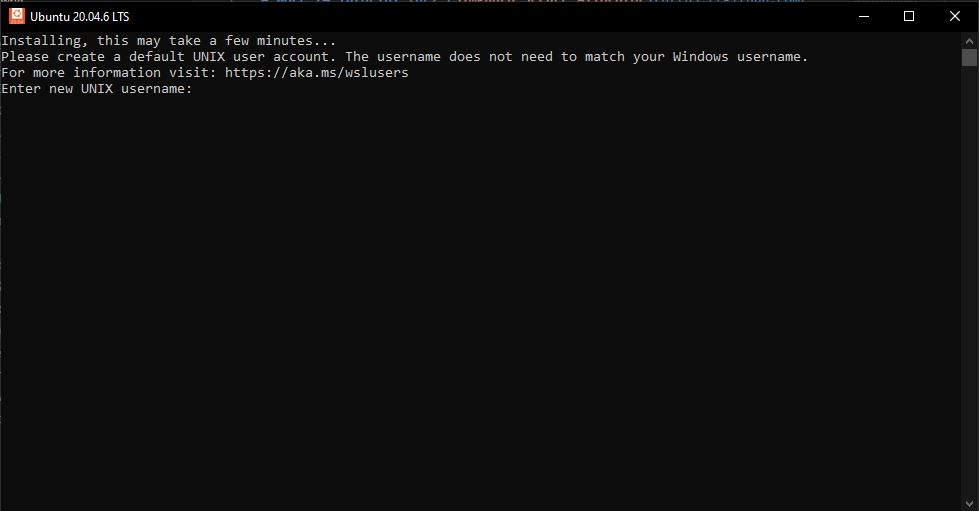 Ubuntu 20.04.6 LTS
Installing, this may take a few minutes...
Please create a default UNIX user account. The username does not need to match your Windows username.
For more information visit: https://aka.ms/wslusers
Enter new UNIX username: